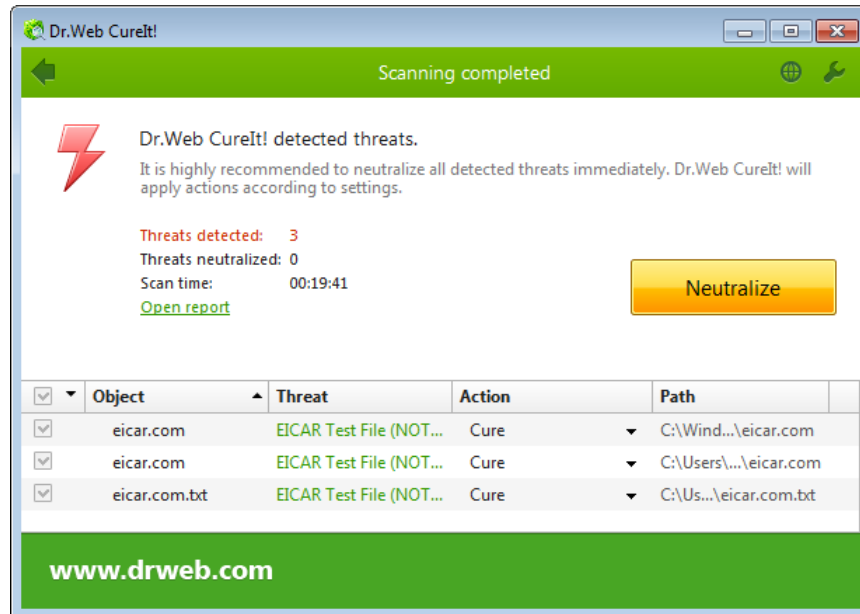 Dr.Web CureIt!
Scanning completed
Dr.Web CureIt! detected threats.
It is highly recommended to neutralize all detected threats immediately. Dr.Web CureIt! will
apply actions according to settings.
Threats detected: 3
Threats neutralized: 0
Scan time: 00:19:41
Open report
Neutralize
Object Threat Action Path
eicar.com EICAR Test File (NOT... Cure C:\Wind...\eicar.com
eicar.com EICAR Test File (NOT... Cure C:\Users\...\eicar.com
eicar.com.txt EICAR Test File (NOT... Cure C:\Us...\eicar.com.txt
www.drweb.com